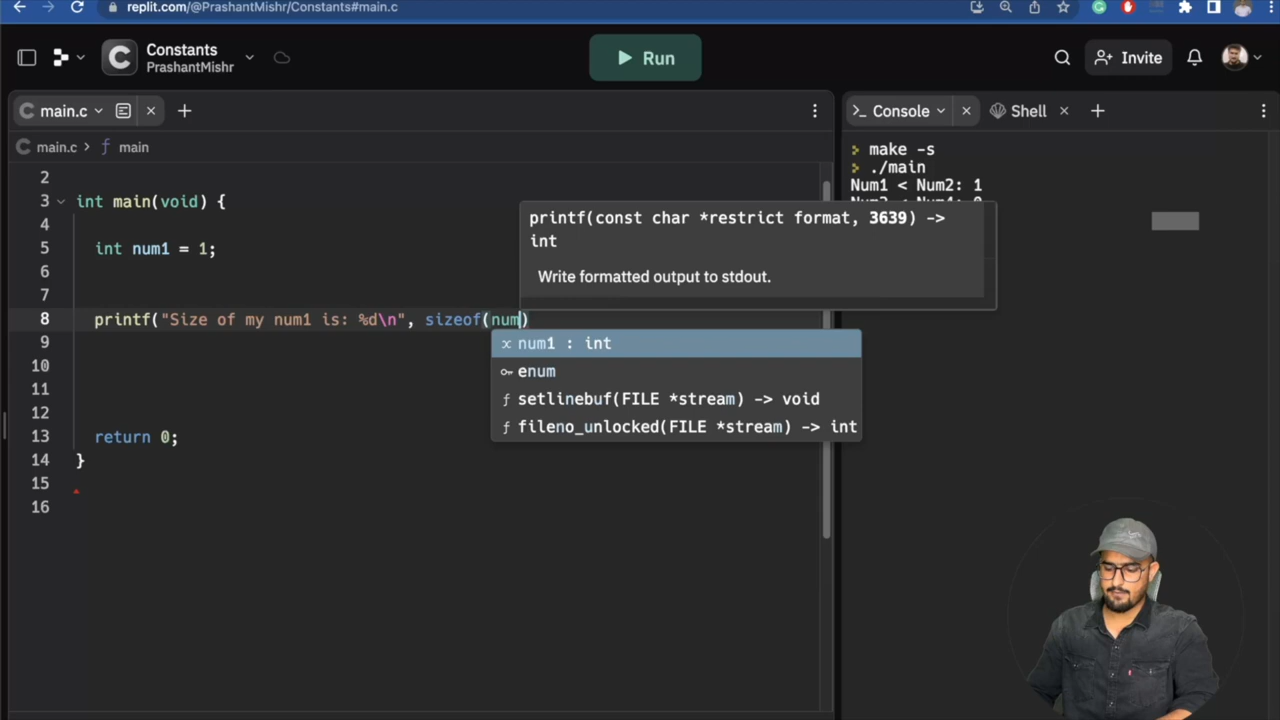 replit.com/@PrashantMishr/Constants#main.c
Constants
PrashantMishr
Run
Invite
main.c
Console
Shell
main.c > f main
make -s
./main
Num1 < Num2: 1
2
3 int main(void) {
4
5 int num1 = 1;
6
7
8 printf("Size of my num1 is: %d\n", sizeof(num)
9
10
11
12
13 return 0;
14 }
15
16
printf(const char *restrict format, 3639) ->
int
Write formatted output to stdout.
num1 : int
enum
setlinebuf(FILE *stream) -> void
fileno_unlocked(FILE *stream) -> int